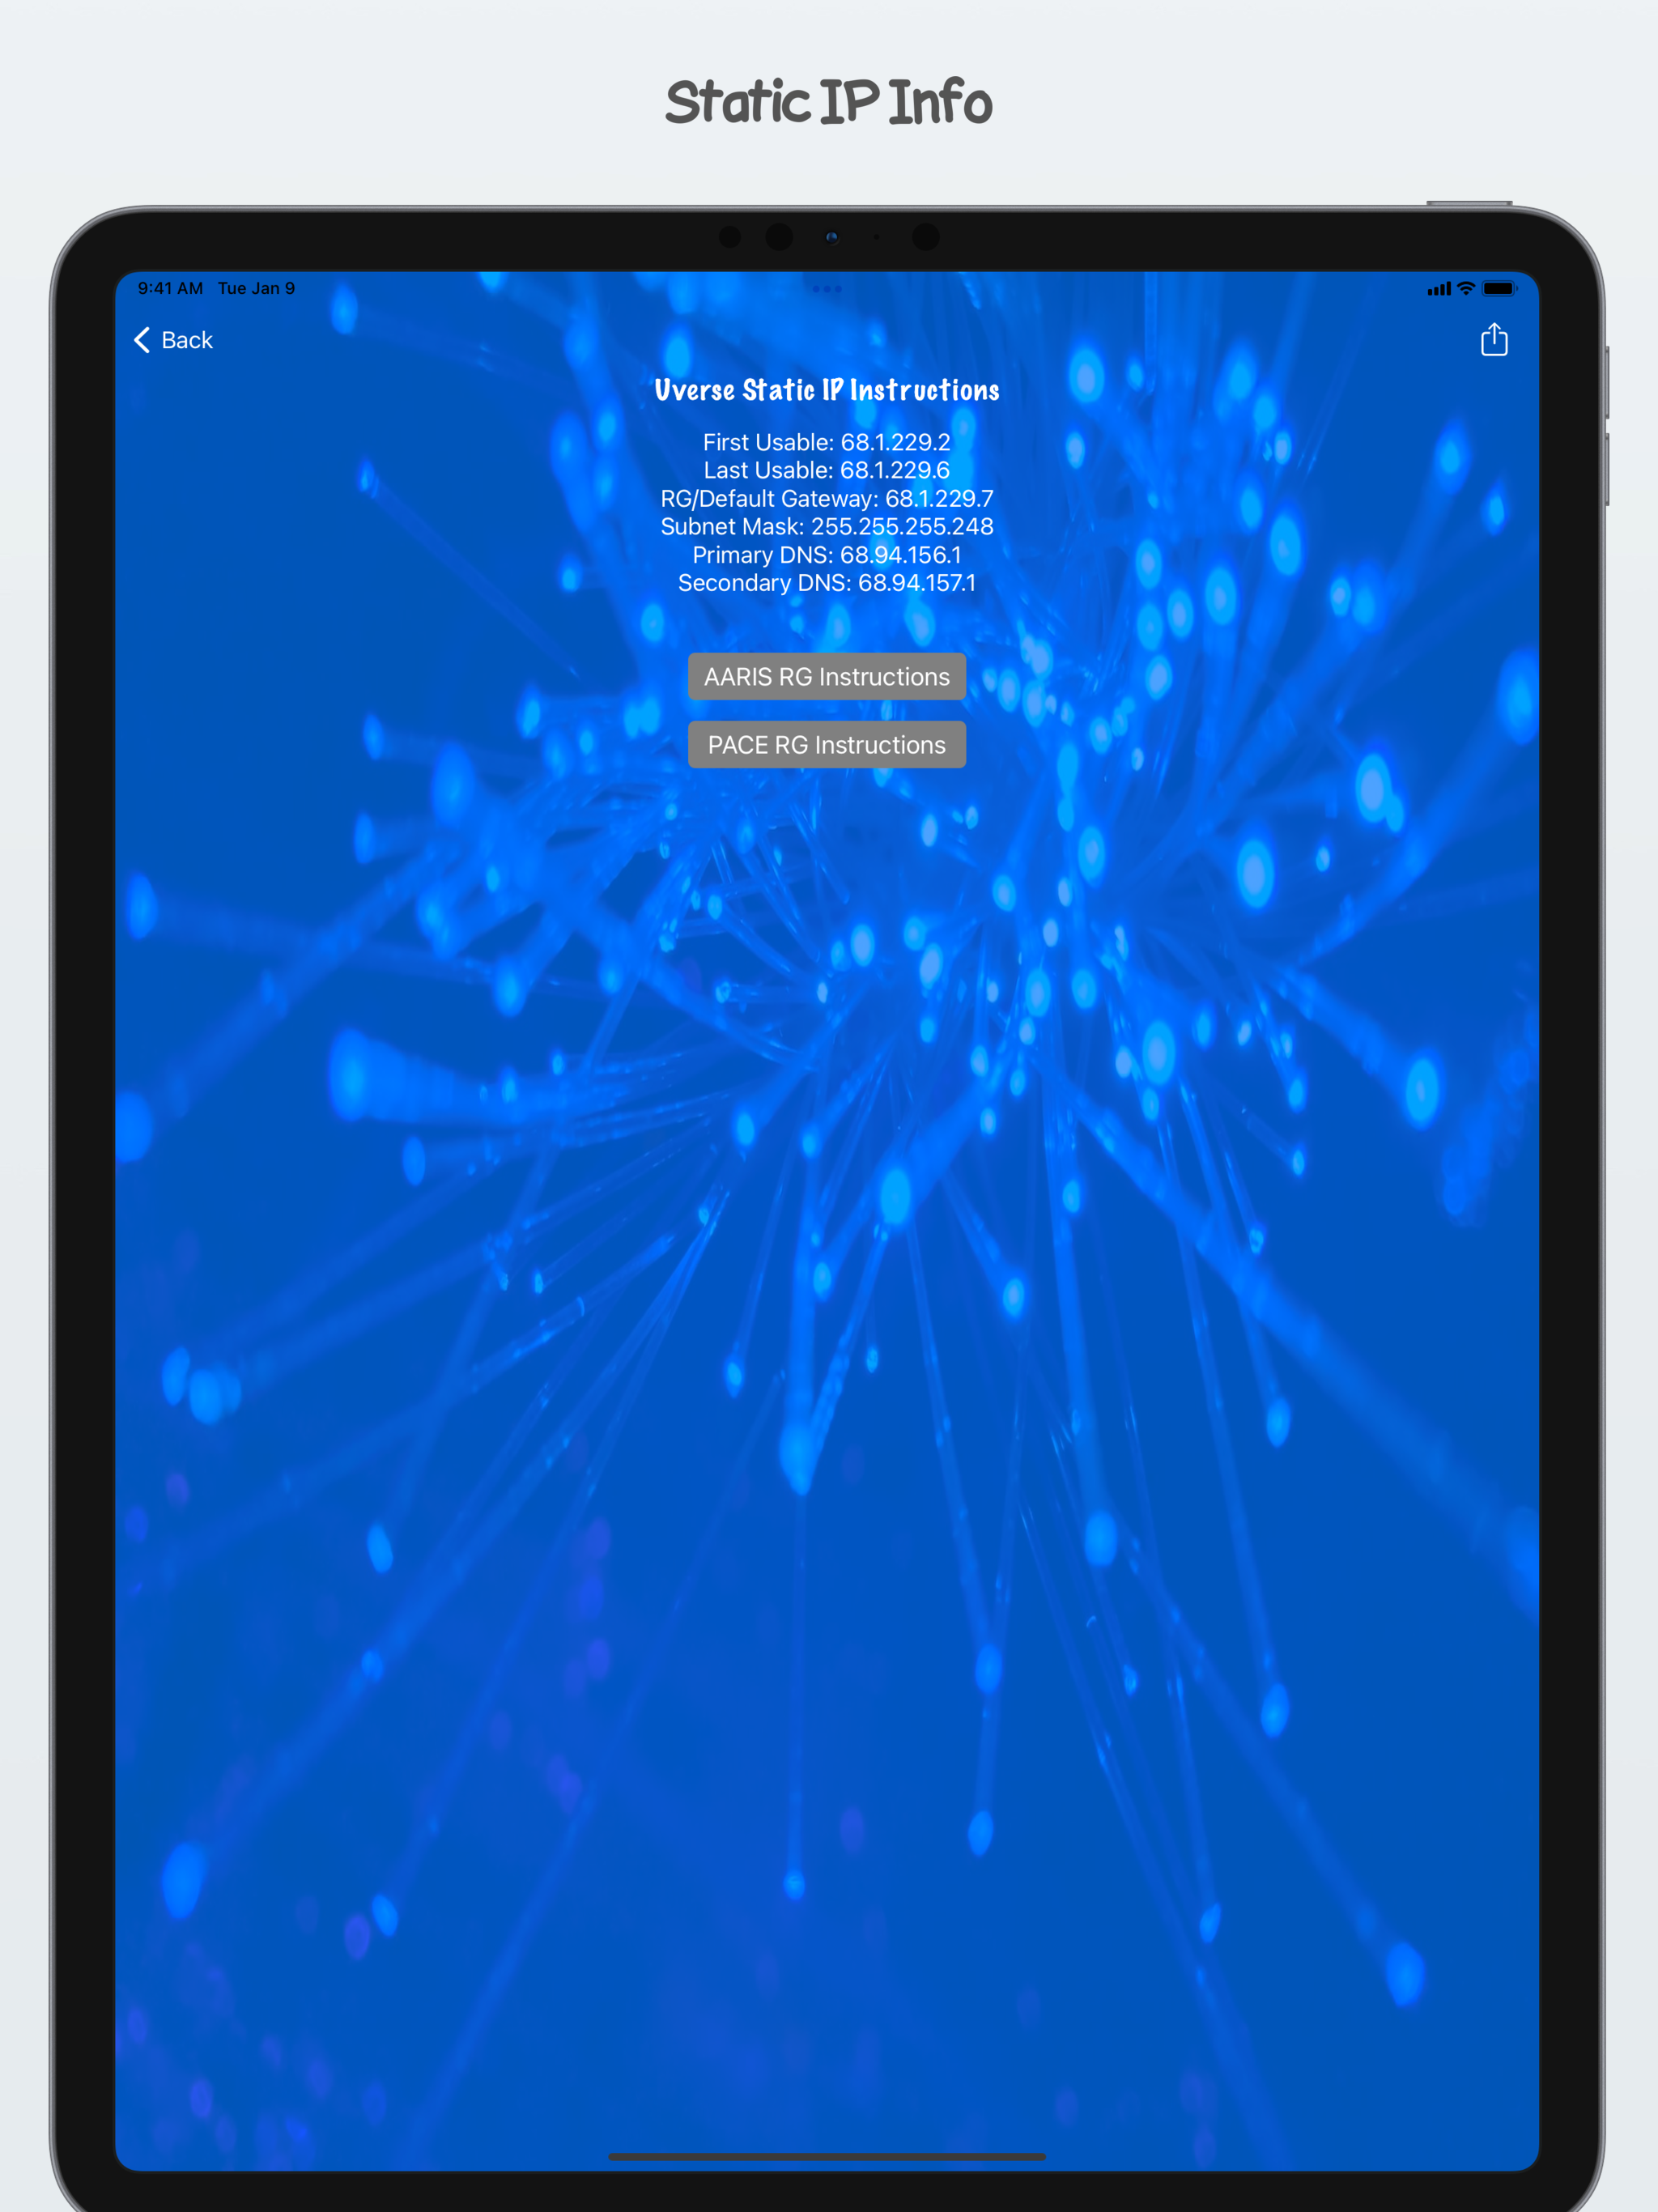 Static IP Info
9:41 AM Tue Jan 9
Back
Uverse Static IP Instructions
First Usable: 68.1.229.2
Last Usable: 68.1.229.6
RG/Default Gateway: 68.1.229.7
Subnet Mask: 255.255.255.248
Primary DNS: 68.94.156.1
Secondary DNS: 68.94.157.1
AARIS RG Instructions
PACE RG Instructions